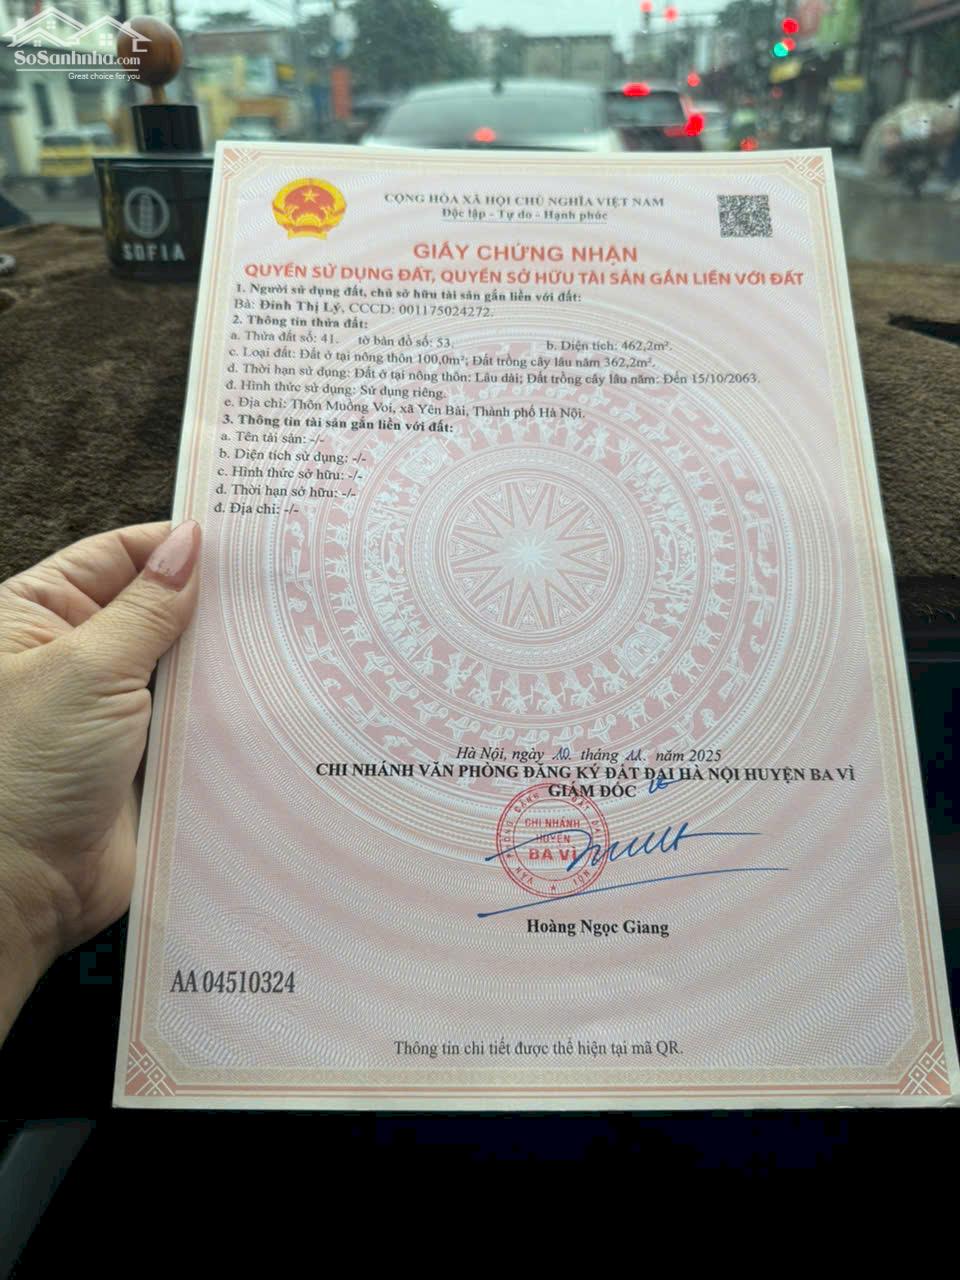 SoSanhnha.com
Great choice for you
SOFIA
CỘNG HÒA XÃ HỘI CHỦ NGHĨA VIỆT NAM
Độc lập - Tự do - Hạnh phúc
GIẤY CHỨNG NHẬN
QUYỀN SỬ DỤNG ĐẤT, QUYỀN SỞ HỮU TÀI SẢN GẮN LIỀN VỚI ĐẤT
1. Người sử dụng đất, chủ sở hữu tài sản gắn liền với đất:
Bà: Đinh Thị Lý, CCCD: 001175024272.
2. Thông tin thửa đất:
a. Thửa đất số: 41. tờ bản đồ số: 53. b. Diện tích: 462,2m².
c. Loại đất: Đất ở tại nông thôn 100,0m²; Đất trồng cây lâu năm 362,2m².
d. Thời hạn sử dụng: Đất ở tại nông thôn: Lâu dài; Đất trồng cây lâu năm: Đến 15/10/2063.
đ. Hình thức sử dụng: Sử dụng riêng.
e. Địa chỉ: Thôn Muồng Voi, xã Yên Bài, Thành phố Hà Nội.
3. Thông tin tài sản gắn liền với đất:
a. Tên tài sản: -/-
b. Diện tích sử dụng: -/-
c. Hình thức sở hữu: -/-
d. Thời hạn sở hữu: -/-
đ. Địa chỉ: -/-
Hà Nội, ngày 10 tháng 11. năm 2025
CHI NHÁNH VĂN PHÒNG ĐĂNG KÝ ĐẤT ĐAI HÀ NỘI HUYỆN BA VÌ
GIÁM ĐỐC
CHI NHÁNH
HUYỆN
BA VÌ
Hoàng Ngọc Giang
AA 04510324
Thông tin chi tiết được thể hiện tại mã QR.